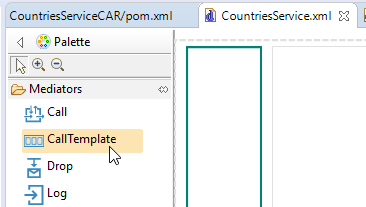 CountriesServiceCAR/pom.xml
CountriesService.xml
Palette
Mediators
Call
CallTemplate
Drop
Log